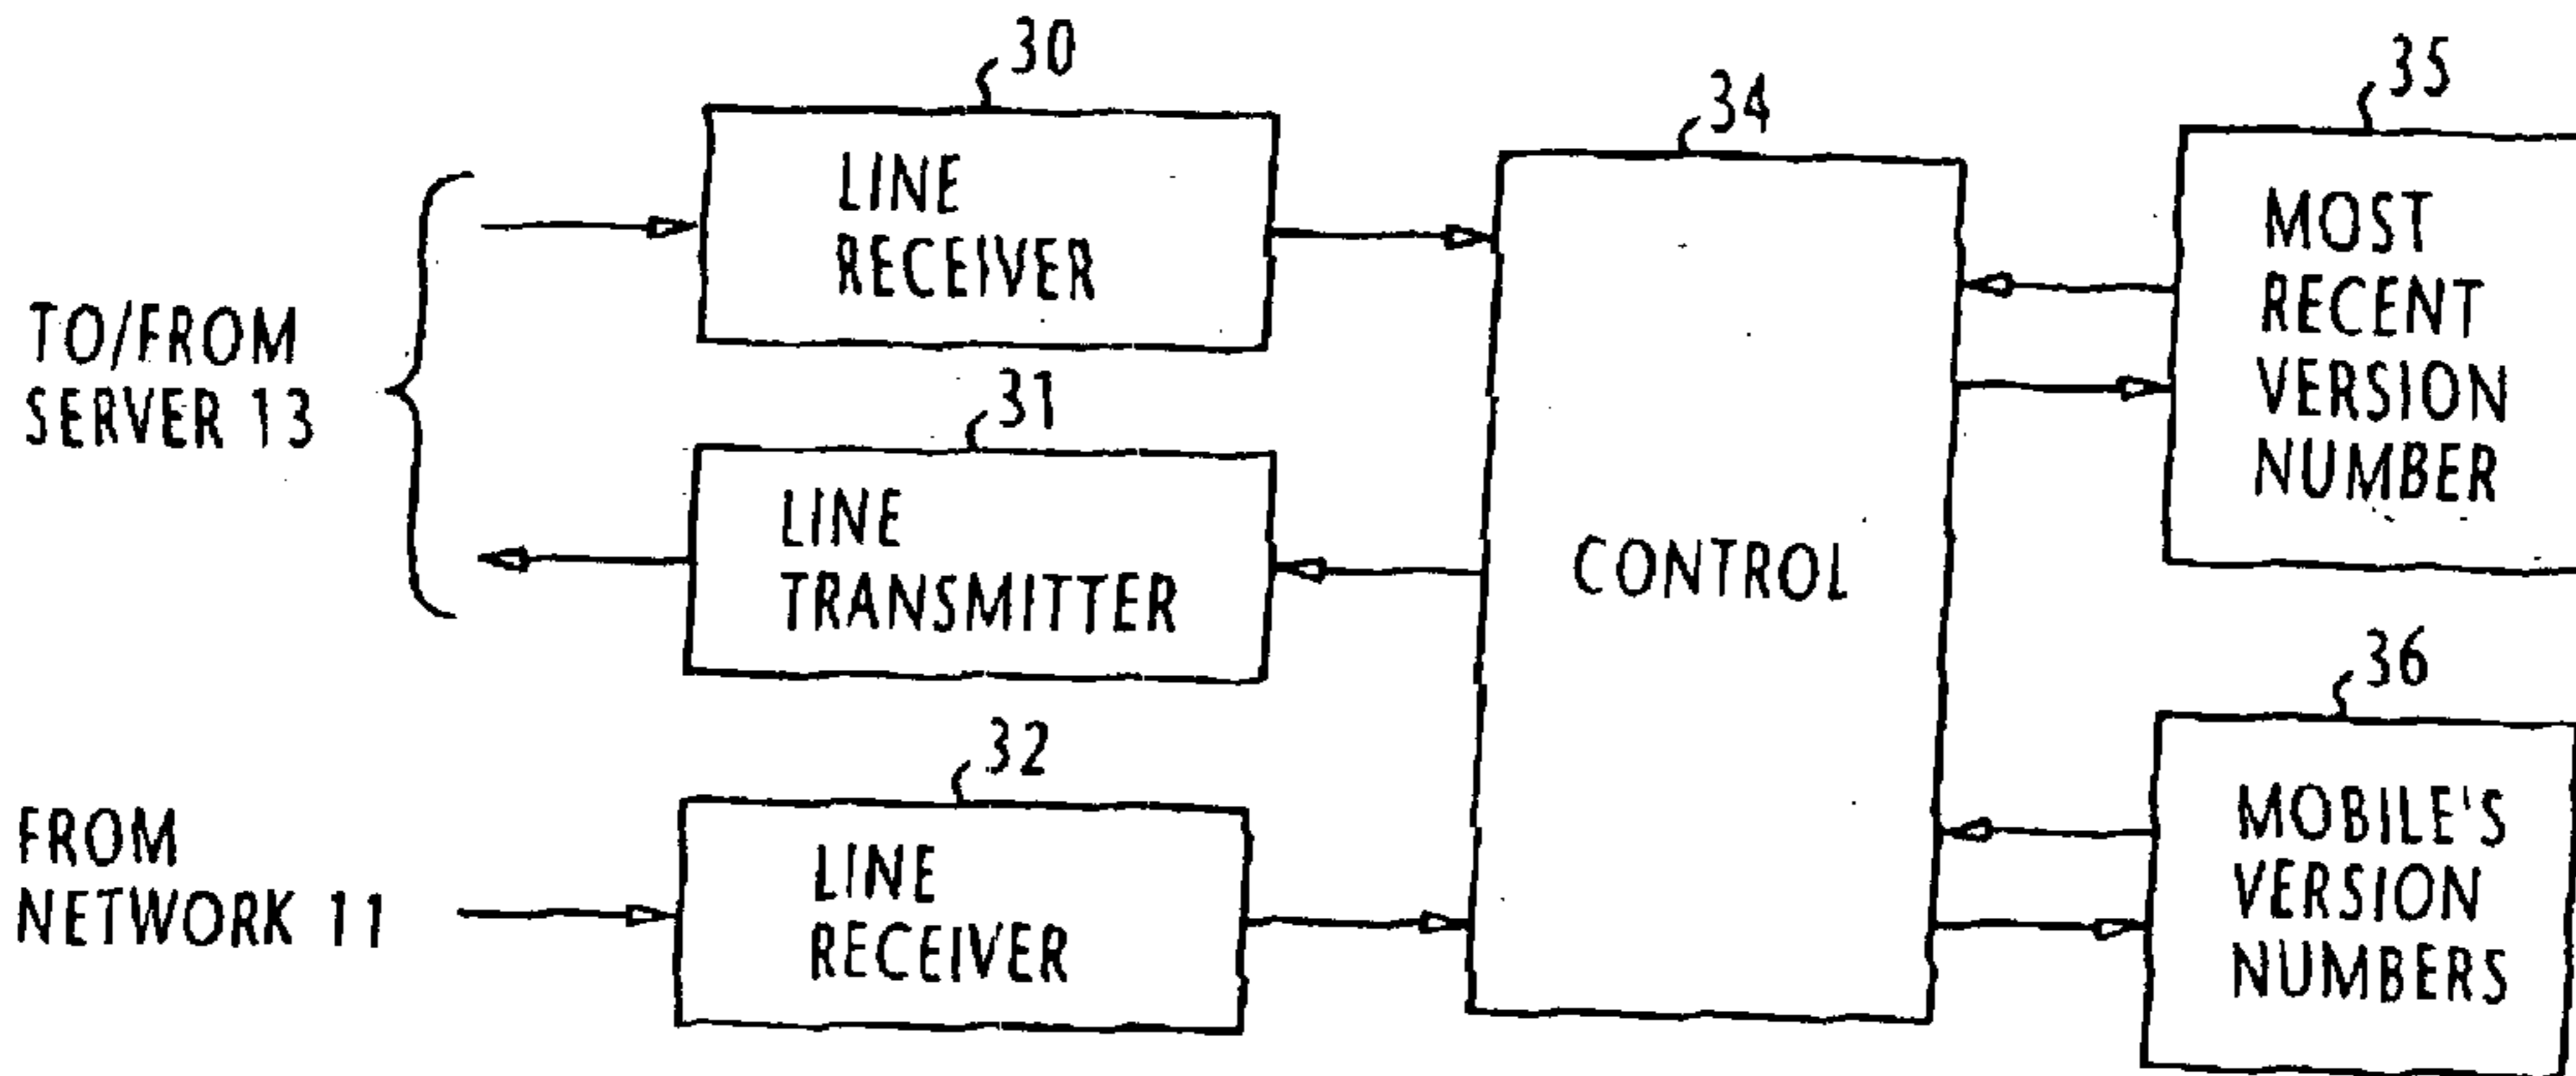 30
LINE
RECEIVER
TO/FROM
SERVER 13
31
LINE
TRANSMITTER
32
FROM
NETWORK 11
LINE
RECEIVER
34
CONTROL
35
MOST
RECENT
VERSION
NUMBER
36
MOBILE'S
VERSION
NUMBERS